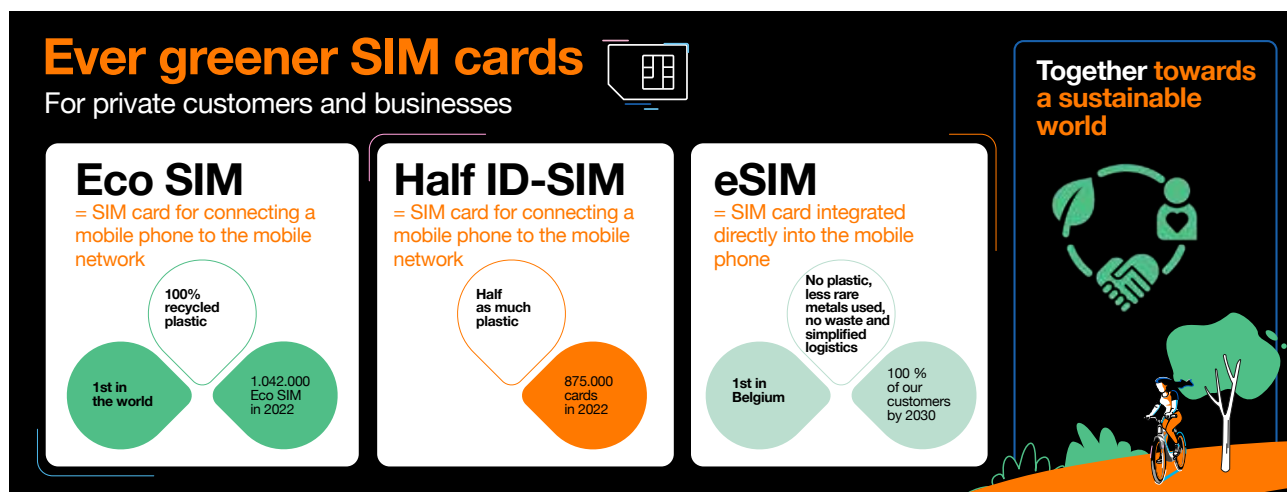 Ever greener SIM cards
For private customers and businesses
Eco SIM
= SIM card for connecting a
mobile phone to the mobile
network
100%
recycled
plastic
1st in
the world
1.042.000
Eco SIM
in 2022
Half ID-SIM
= SIM card for connecting a
mobile phone to the mobile
network
Half
as much
plastic
875.000
cards
in 2022
eSIM
= SIM card integrated
directly into the mobile
phone
No plastic,
less rare
metals used,
no waste and
simplified
logistics
1st in
Belgium
100 %
of our
customers
by 2030
Together towards
a sustainable
world